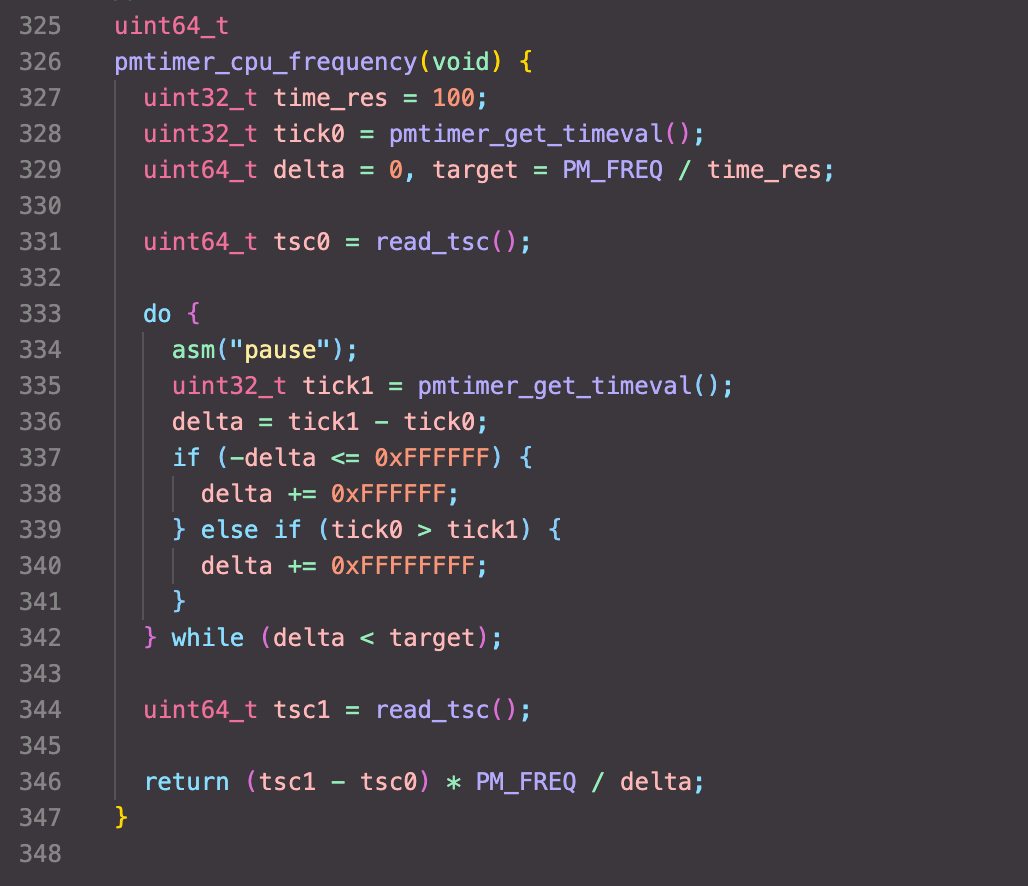 325 uint64_t
326 pmtimer_cpu_frequency(void) {
327   uint32_t time_res = 100;
328   uint32_t tick0 = pmtimer_get_timeval();
329   uint64_t delta = 0, target = PM_FREQ / time_res;
330
331   uint64_t tsc0 = read_tsc();
332
333   do {
334     asm("pause");
335     uint32_t tick1 = pmtimer_get_timeval();
336     delta = tick1 - tick0;
337     if (-delta <= 0xFFFFFF) {
338       delta += 0xFFFFFF;
339     } else if (tick0 > tick1) {
340       delta += 0xFFFFFFFF;
341     }
342   } while (delta < target);
343
344   uint64_t tsc1 = read_tsc();
345
346   return (tsc1 - tsc0) * PM_FREQ / delta;
347 }
348